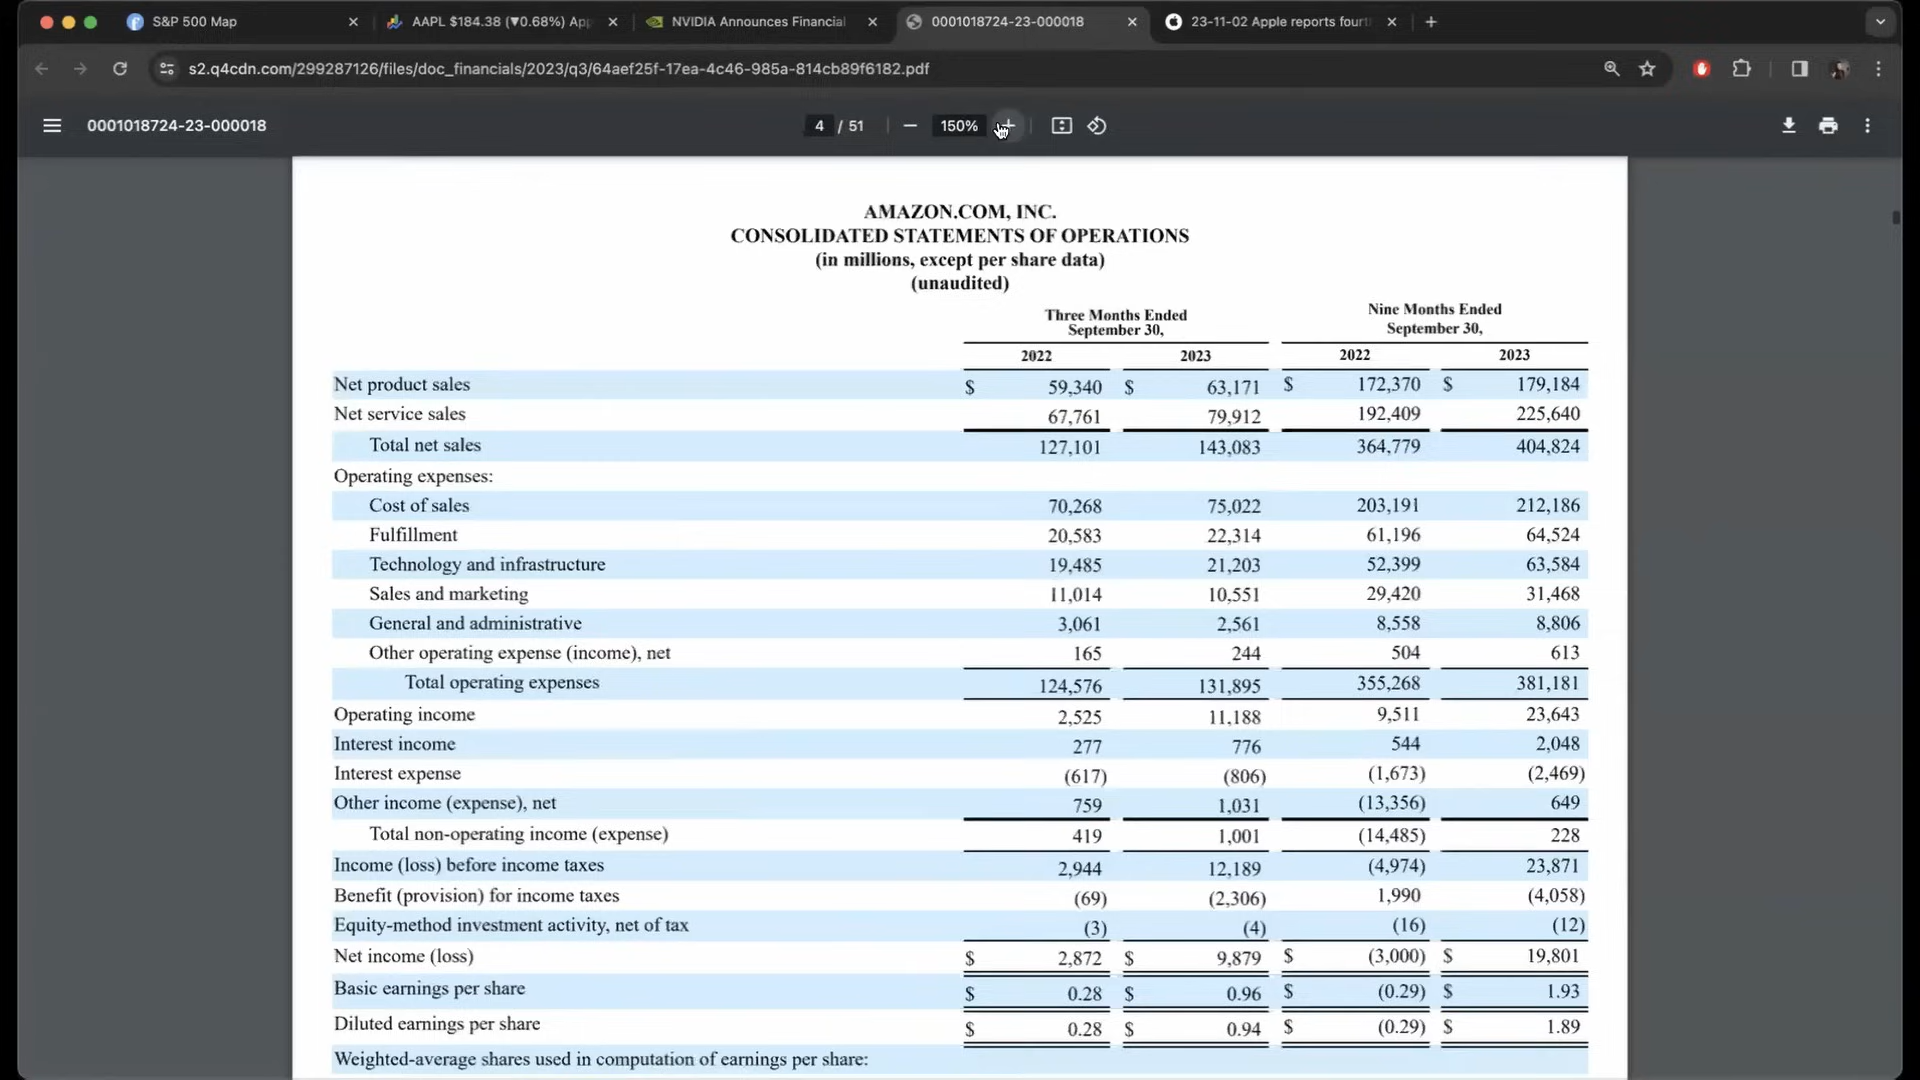 S&P 500 Map
AAPL $184.38 (▼0.68%) Ap
NVIDIA Announces Financial
0001018724-23-000018
23-11-02 Apple reports fourt
s2.q4cdn.com/299287126/files/doc_financials/2023/q3/64aef25f-17ea-4c46-985a-814cb89f6182.pdf
0001018724-23-000018
4 / 51
150%
AMAZON.COM, INC.
CONSOLIDATED STATEMENTS OF OPERATIONS
(in millions, except per share data)
(unaudited)
Three Months Ended September 30, Nine Months Ended September 30,
2022 2023 2022 2023
Net product sales $ 59,340 $ 63,171 $ 172,370 $ 179,184
Net service sales 67,761 79,912 192,409 225,640
Total net sales 127,101 143,083 364,779 404,824
Operating expenses:
Cost of sales 70,268 75,022 203,191 212,186
Fulfillment 20,583 22,314 61,196 64,524
Technology and infrastructure 19,485 21,203 52,399 63,584
Sales and marketing 11,014 10,551 29,420 31,468
General and administrative 3,061 2,561 8,558 8,806
Other operating expense (income), net 165 244 504 613
Total operating expenses 124,576 131,895 355,268 381,181
Operating income 2,525 11,188 9,511 23,643
Interest income 277 776 544 2,048
Interest expense (617) (806) (1,673) (2,469)
Other income (expense), net 759 1,031 (13,356) 649
Total non-operating income (expense) 419 1,001 (14,485) 228
Income (loss) before income taxes 2,944 12,189 (4,974) 23,871
Benefit (provision) for income taxes (69) (2,306) 1,990 (4,058)
Equity-method investment activity, net of tax (3) (4) (16) (12)
Net income (loss) $ 2,872 $ 9,879 $ (3,000) $ 19,801
Basic earnings per share $ 0.28 $ 0.96 $ (0.29) $ 1.93
Diluted earnings per share $ 0.28 $ 0.94 $ (0.29) $ 1.89
Weighted-average shares used in computation of earnings per share: